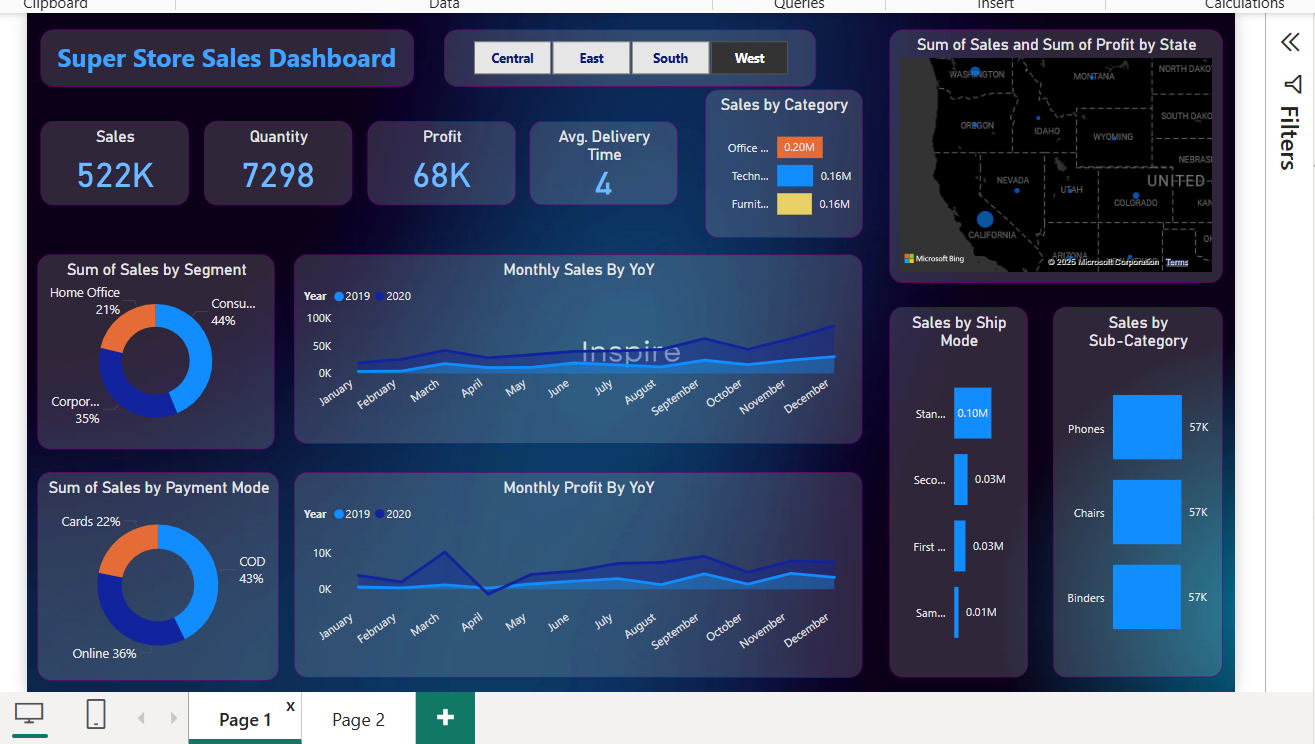 Clipboard
Data
Queries
Insert
Calculations
Super Store Sales Dashboard
Central
East
South
West
Sales
522K
Quantity
7298
Profit
68K
Avg. Delivery
Time
4
Sales by Category
Office ...
0.20M
Techn...
0.16M
Furnit...
0.16M
Sum of Sales and Sum of Profit by State
WASHINGTON
MONTANA
NORTH DAKO
OREGON
IDAHO
SOUTH DAKO
WYOMING
NEBRAS
NEVADA
UTAH
UNITED
COLORADO
KAN
CALIFORNIA
ARIZONA
Microsoft Bing
© 2025 Microsoft Corporation
Terms
Filters
Sum of Sales by Segment
Home Office
21%
Consu...
44%
Corpor...
35%
Monthly Sales By YoY
Year
2019
2020
100K
50K
0K
Inspire
January
February
March
April
May
June
July
August
September
October
November
December
Sum of Sales by Payment Mode
Cards 22%
COD
43%
Online 36%
Monthly Profit By YoY
Year
2019
2020
10K
0K
January
February
March
April
May
June
July
August
September
October
November
December
Sales by Ship
Mode
Stan...
0.10M
Seco...
0.03M
First ...
0.03M
Sam...
0.01M
Sales by
Sub-Category
Phones
57K
Chairs
57K
Binders
57K
Page 1
x
Page 2
+